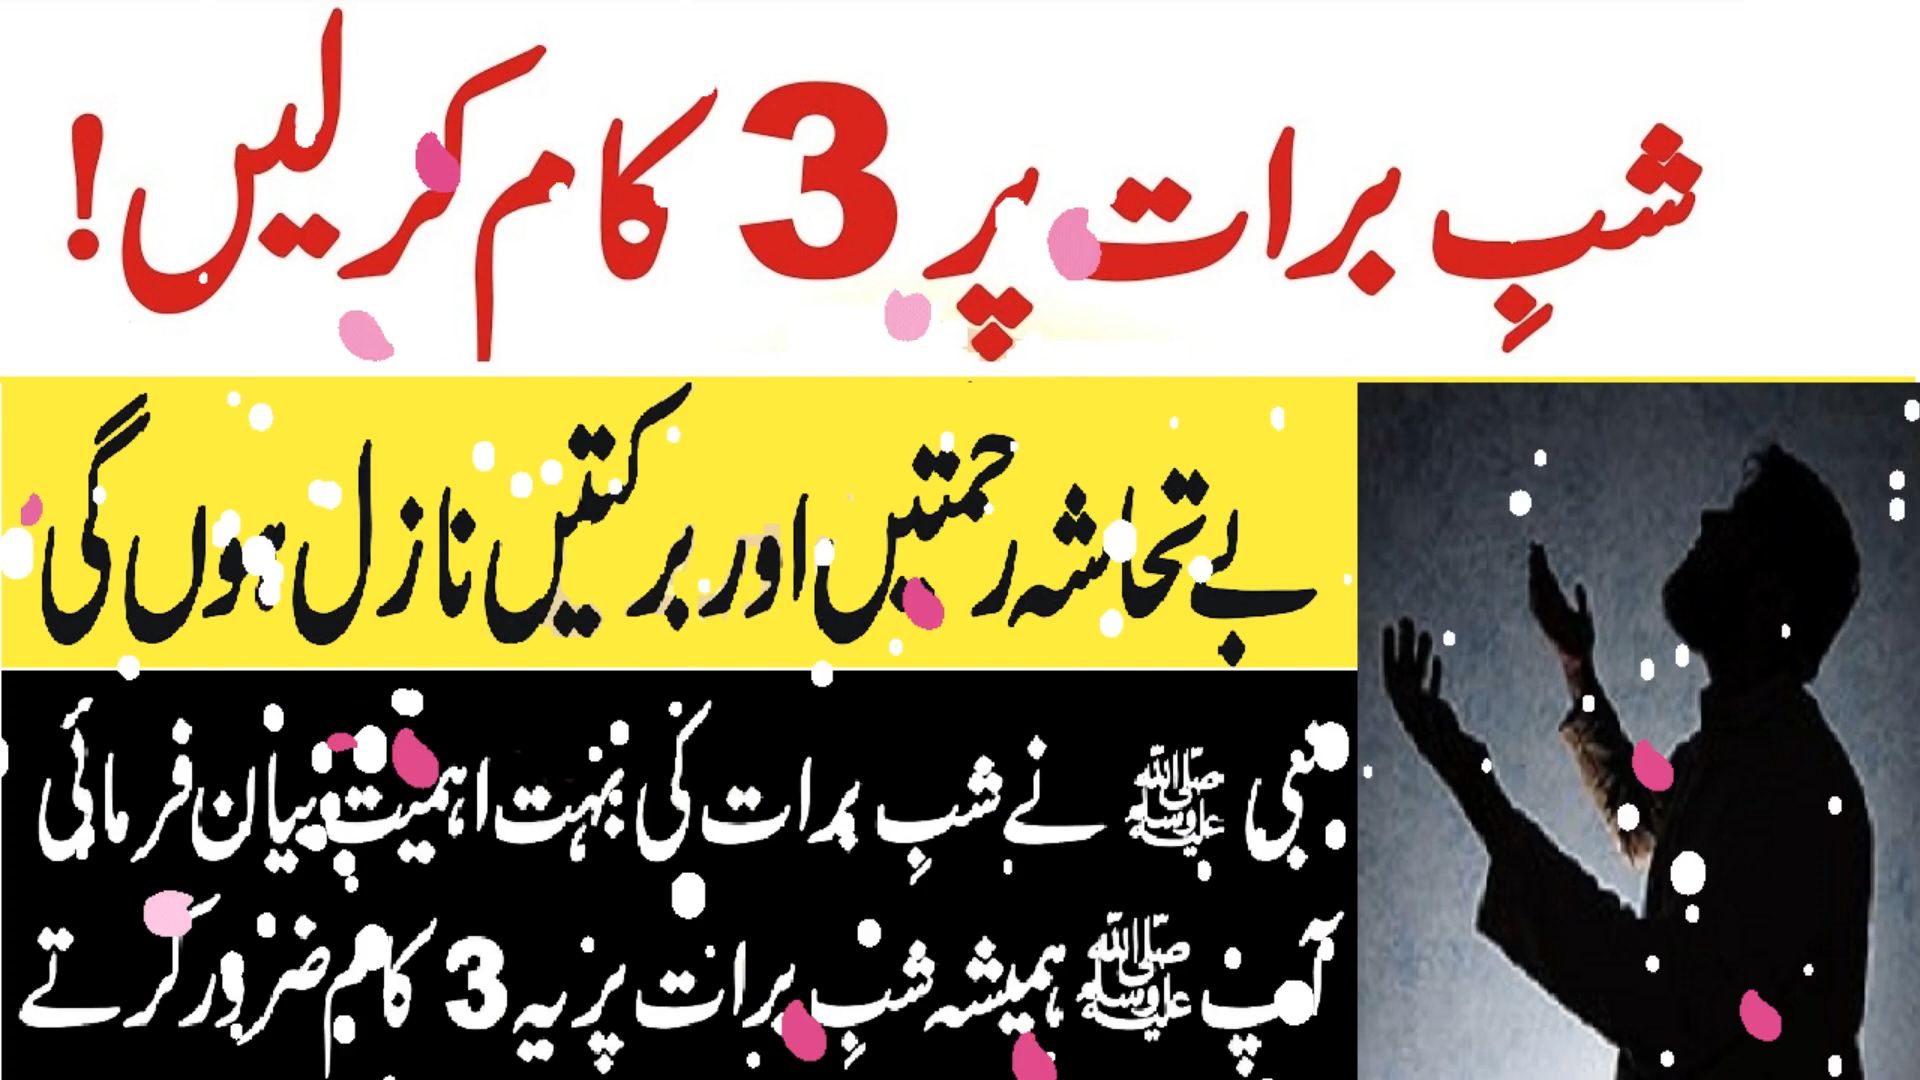 شبِ برات پر 3 کام کرلیں!
بے تحاشہ رحمتیں اور برکتیں نازل ہوں گی
نبی ﷺ نے شبِ برات کی بہت اہمیت بیان فرمائی
آپ ﷺ ہمیشہ شبِ برات پر یہ 3 کام ضرور کرتے